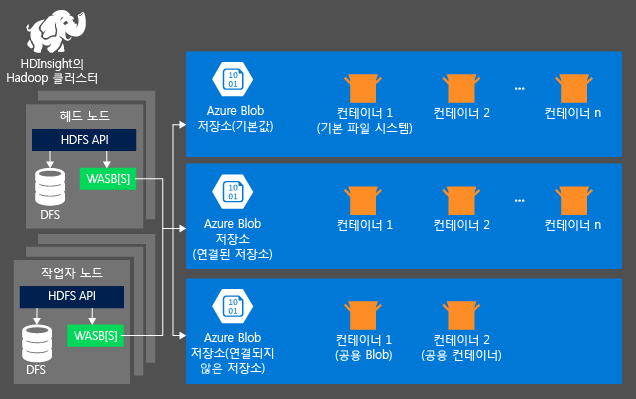 HDInsight의
Hadoop 클러스터
헤드 노드
HDFS API
WASB[S]
DFS
작업자 노드
HDFS API
WASB[S]
DFS
10
01
Azure Blob
저장소(기본값)
컨테이너 1
(기본 파일 시스템)
컨테이너 2
...
컨테이너 n
10
01
Azure Blob
저장소
(연결된 저장소)
컨테이너 1
컨테이너 2
...
컨테이너 n
10
01
Azure Blob
저장소(연결되지
않은 저장소)
컨테이너 1
(공용 Blob)
컨테이너 2
(공용 컨테이너)